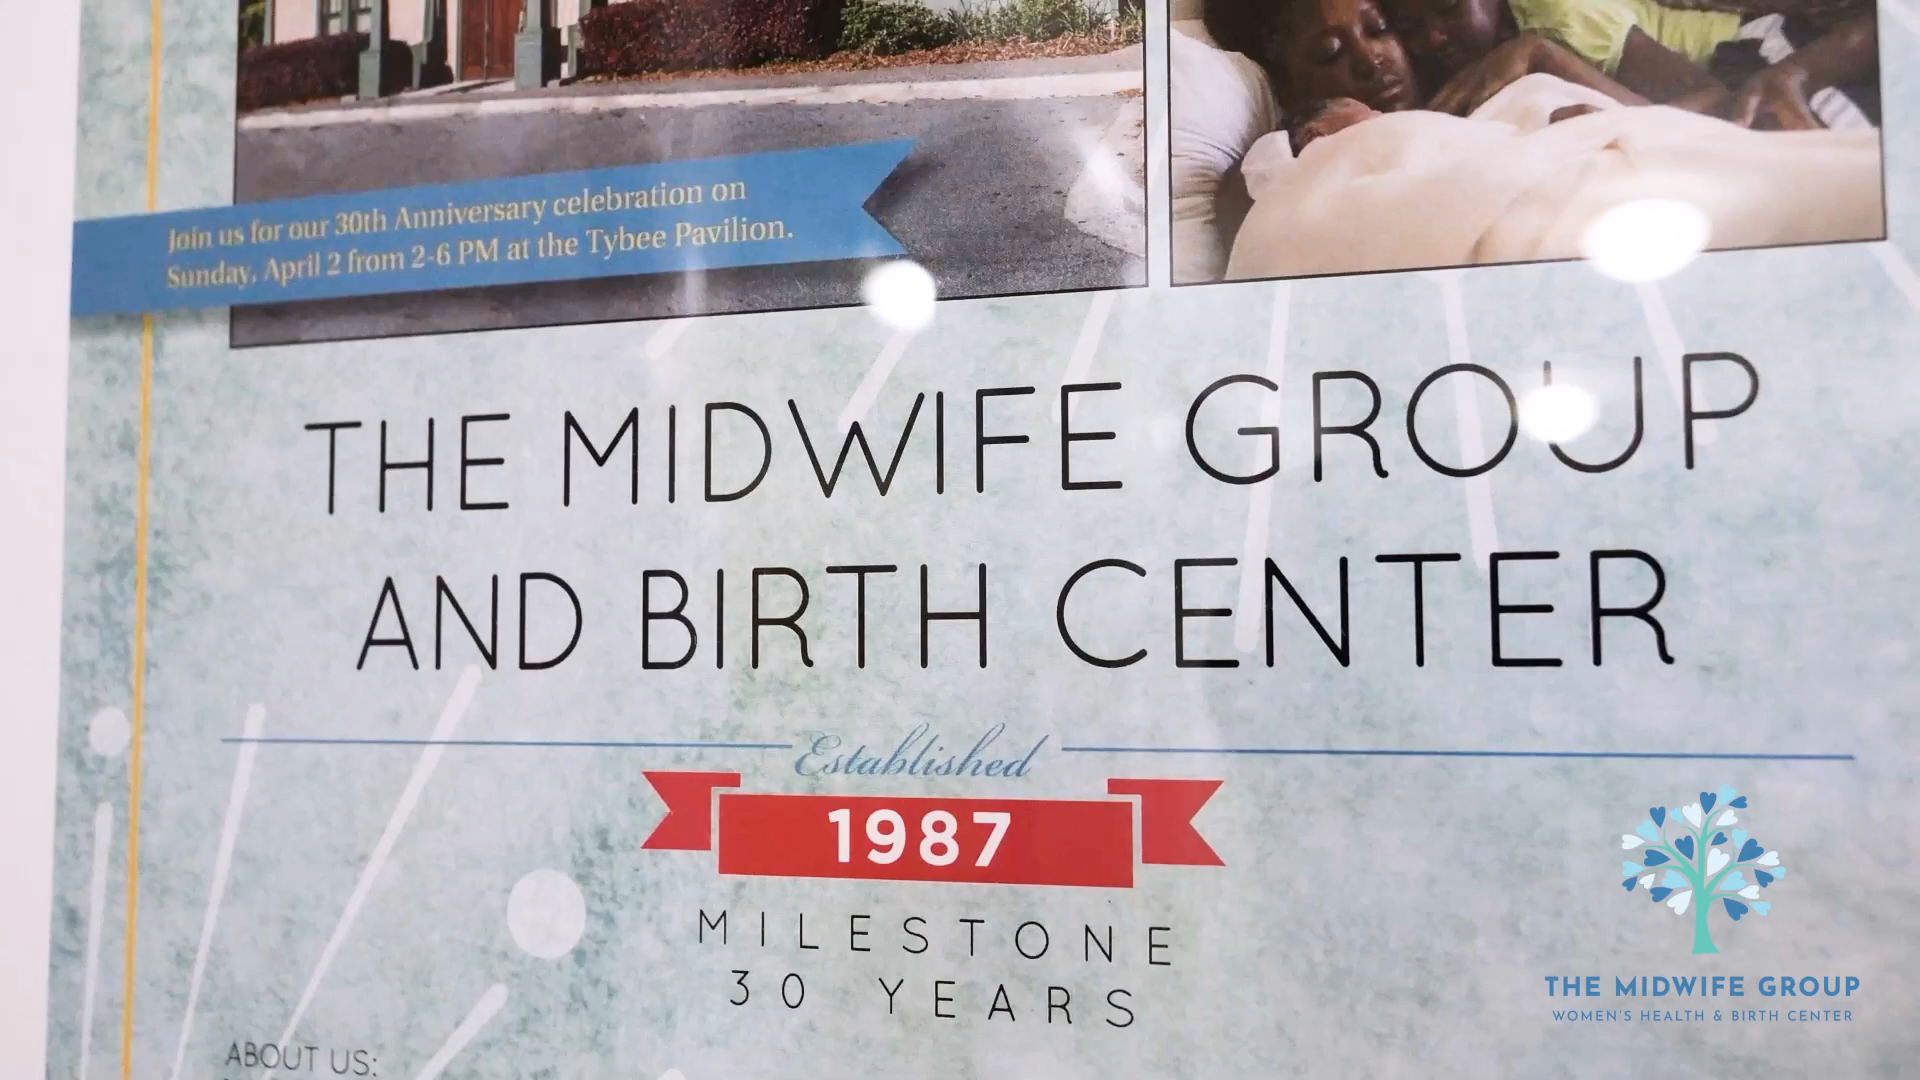 Join us for our 30th Anniversary celebration on
Sunday, April 2 from 2-6 PM at the Tybee Pavilion.
THE MIDWIFE GROUP
AND BIRTH CENTER
Established
1987
MILESTONE
30 YEARS
ABOUT US:
THE MIDWIFE GROUP
WOMEN'S HEALTH & BIRTH CENTER